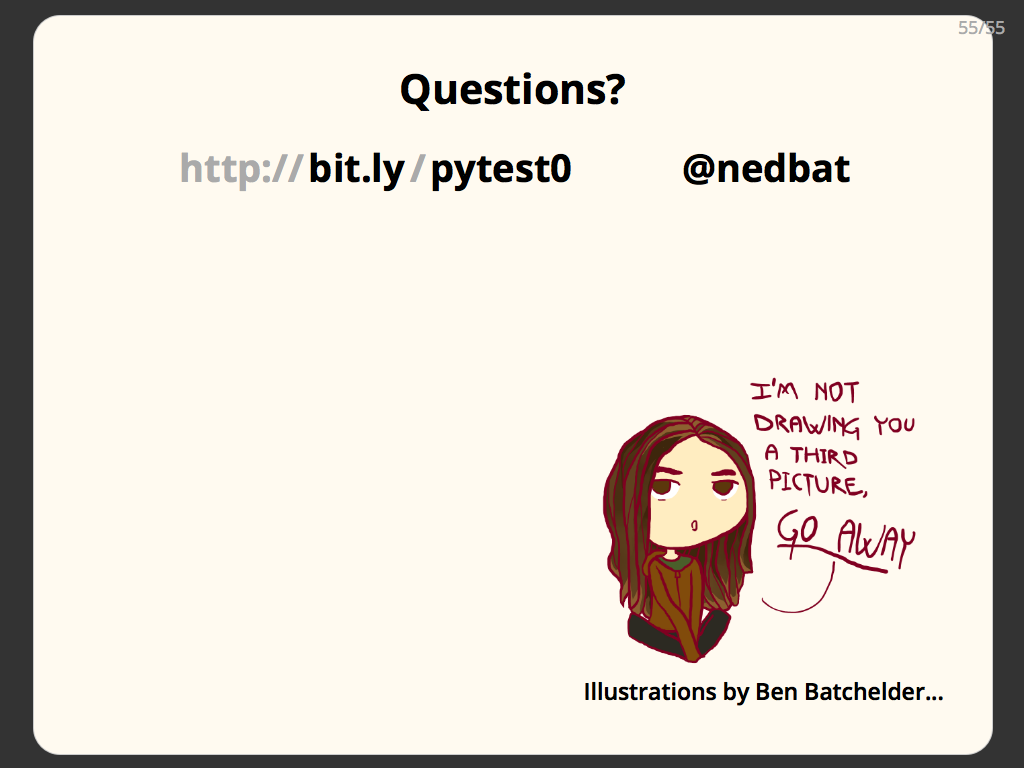 55/55
Questions?
http://bit.ly/pytest0 @nedbat
I'M NOT
DRAWING YOU
A THIRD
PICTURE,
GO AWAY
Illustrations by Ben Batchelder...